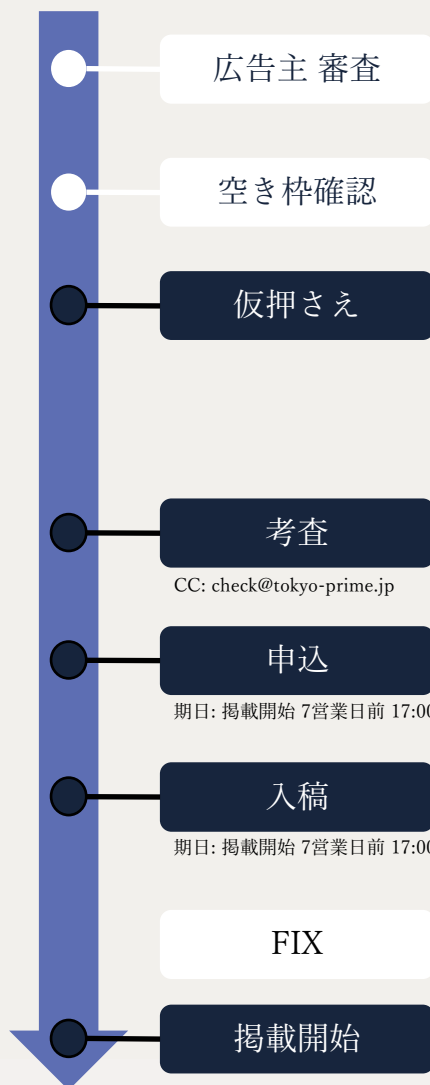 広告主 審査
空き枠確認
仮押さえ
考査
CC: check@tokyo-prime.jp
申込
期日: 掲載開始 7営業日前 17:00
入稿
期日: 掲載開始 7営業日前 17:00
FIX
掲載開始